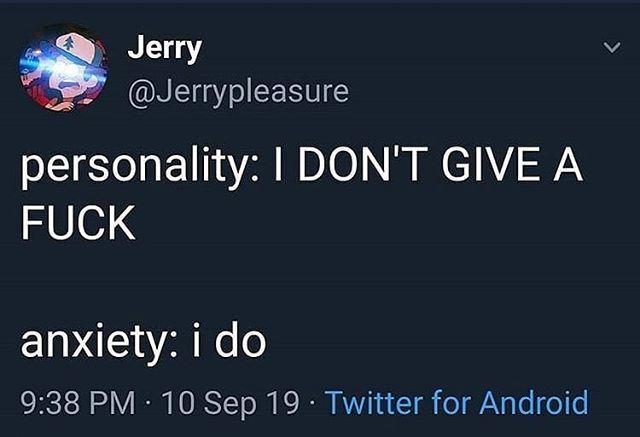 Jerry
@Jerrypleasure
personality: I DON'T GIVE A
FUCK
anxiety: i do
9:38 PM · 10 Sep 19 · Twitter for Android